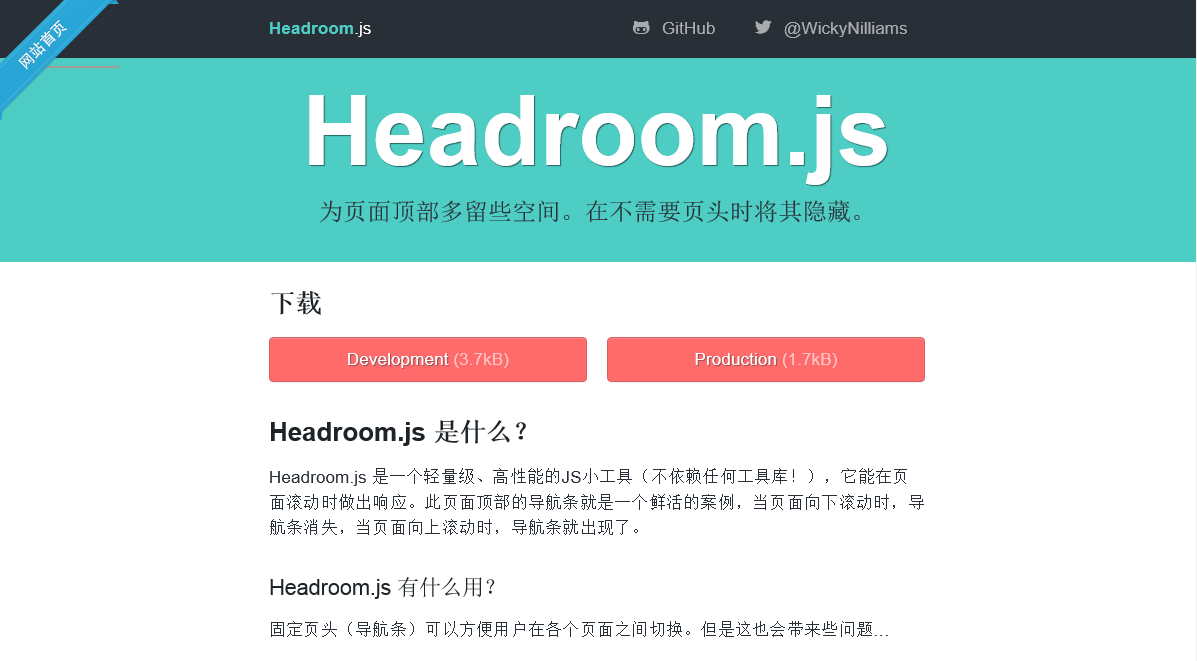 网站首页
Headroom.js
GitHub
@WickyNilliams
Headroom.js
为页面顶部多留些空间。在不需要页头时将其隐藏。
下载
Development (3.7kB)
Production (1.7kB)
Headroom.js 是什么？
Headroom.js 是一个轻量级、高性能的JS小工具（不依赖任何工具库！），它能在页
面滚动时做出响应。此页面顶部的导航条就是一个鲜活的案例，当页面向下滚动时，导
航条消失，当页面向上滚动时，导航条就出现了。
Headroom.js 有什么用？
固定页头（导航条）可以方便用户在各个页面之间切换。但是这也会带来些问题...